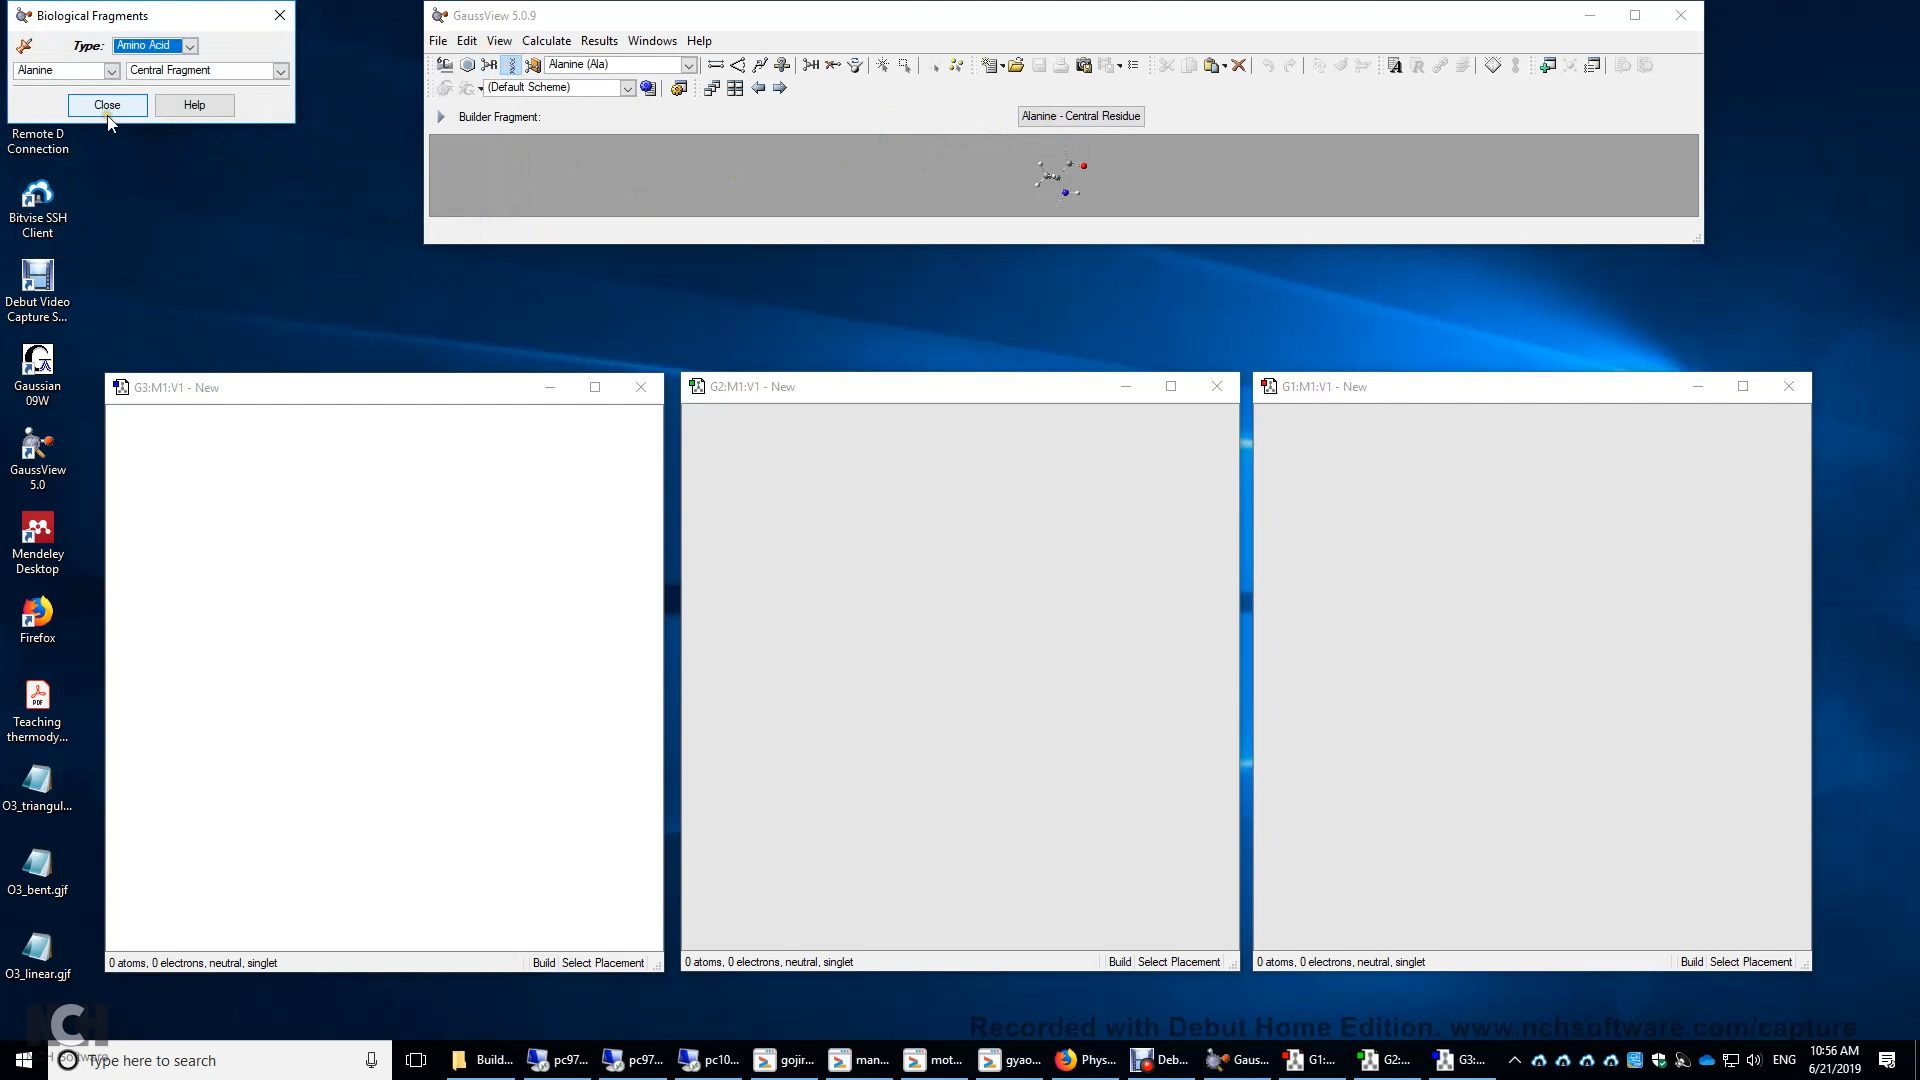 Biological Fragments
Type: Amino Acid
Alanine Central Fragment
Close Help
GaussView 5.0.9
File Edit View Calculate Results Windows Help
Alanine (Ala)
(Default Scheme)
Builder Fragment: Alanine - Central Residue
Remote D
Connection
Bitvise SSH
Client
Debut Video
Capture S...
Gaussian
09W
GaussView
5.0
Mendeley
Desktop
Firefox
Teaching
thermody...
O3_triangul...
O3_bent.gjf
O3_linear.gjf
G3:M1:V1 - New
0 atoms, 0 electrons, neutral, singlet Build Select Placement
G2:M1:V1 - New
0 atoms, 0 electrons, neutral, singlet Build Select Placement
G1:M1:V1 - New
0 atoms, 0 electrons, neutral, singlet Build Select Placement
NCH
NCH Software
Recorded with Debut Home Edition. www.nchsoftware.com/capture
Type here to search
Build... pc97... pc97... pc10... gojir... man... mot... gyao... Phys... Deb... Gaus... G1:... G2:... G3:... ENG
10:56 AM
6/21/2019